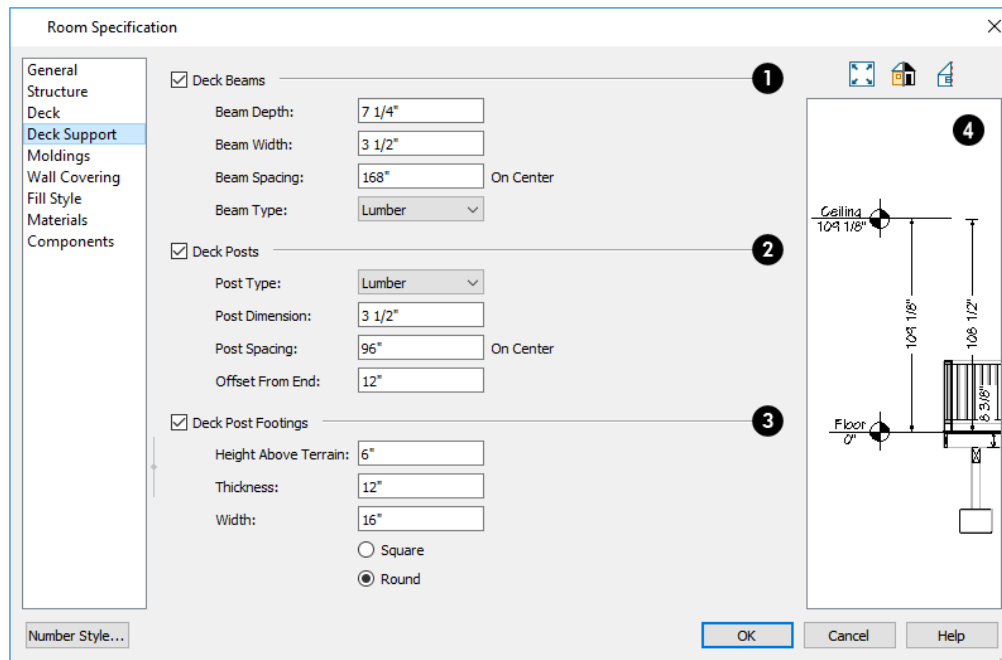 Room Specification
General
Structure
Deck
Deck Support
Moldings
Wall Covering
Fill Style
Materials
Components
Deck Beams
1
Beam Depth: 7 1/4"
Beam Width: 3 1/2"
Beam Spacing: 168" On Center
Beam Type: Lumber
Deck Posts
2
Post Type: Lumber
Post Dimension: 3 1/2"
Post Spacing: 96" On Center
Offset From End: 12"
Deck Post Footings
3
Height Above Terrain: 6"
Thickness: 12"
Width: 16"
Square
Round
4
Ceiling
109 1/8"
109 1/8"
108 1/2"
8 3/8"
Floor
0"
Number Style...
OK
Cancel
Help